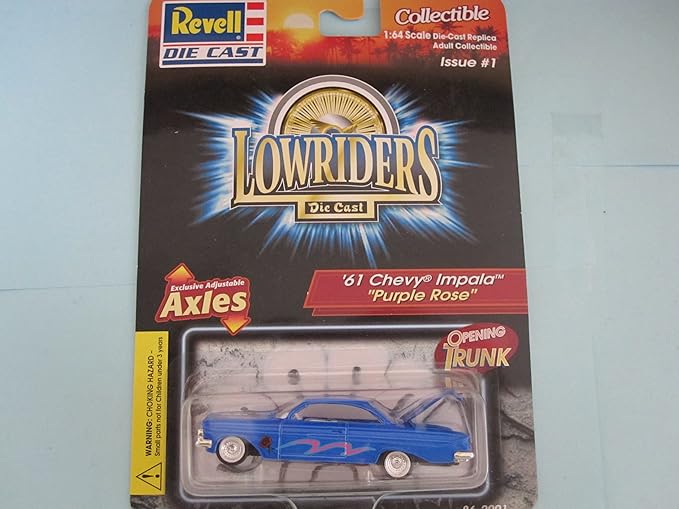 Revell
DIE CAST
Collectible
1:64 Scale Die-Cast Replica
Adult Collectible
Issue #1
LOWRIDERS
Die Cast
Exclusive Adjustable
Axles
'61 Chevy® Impala™
"Purple Rose"
OPENING
TRUNK
WARNING: CHOKING HAZARD –
Small parts not for Children under 3 years